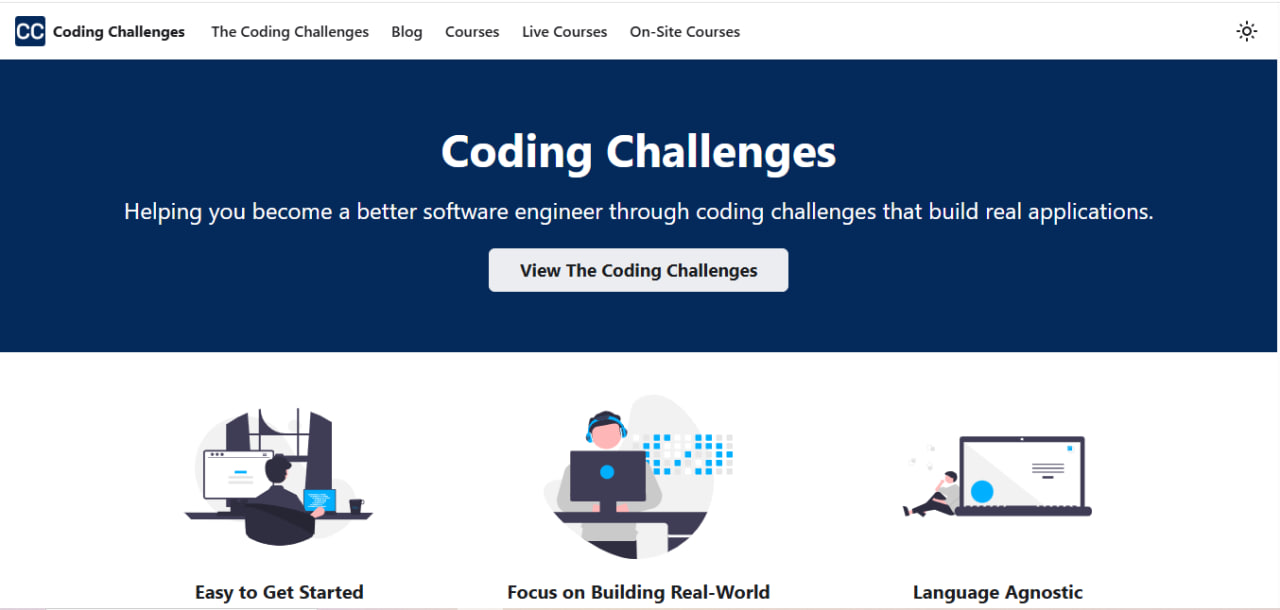 CC Coding Challenges The Coding Challenges Blog Courses Live Courses On-Site Courses
Coding Challenges
Helping you become a better software engineer through coding challenges that build real applications.
View The Coding Challenges
Easy to Get Started Focus on Building Real-World Language Agnostic